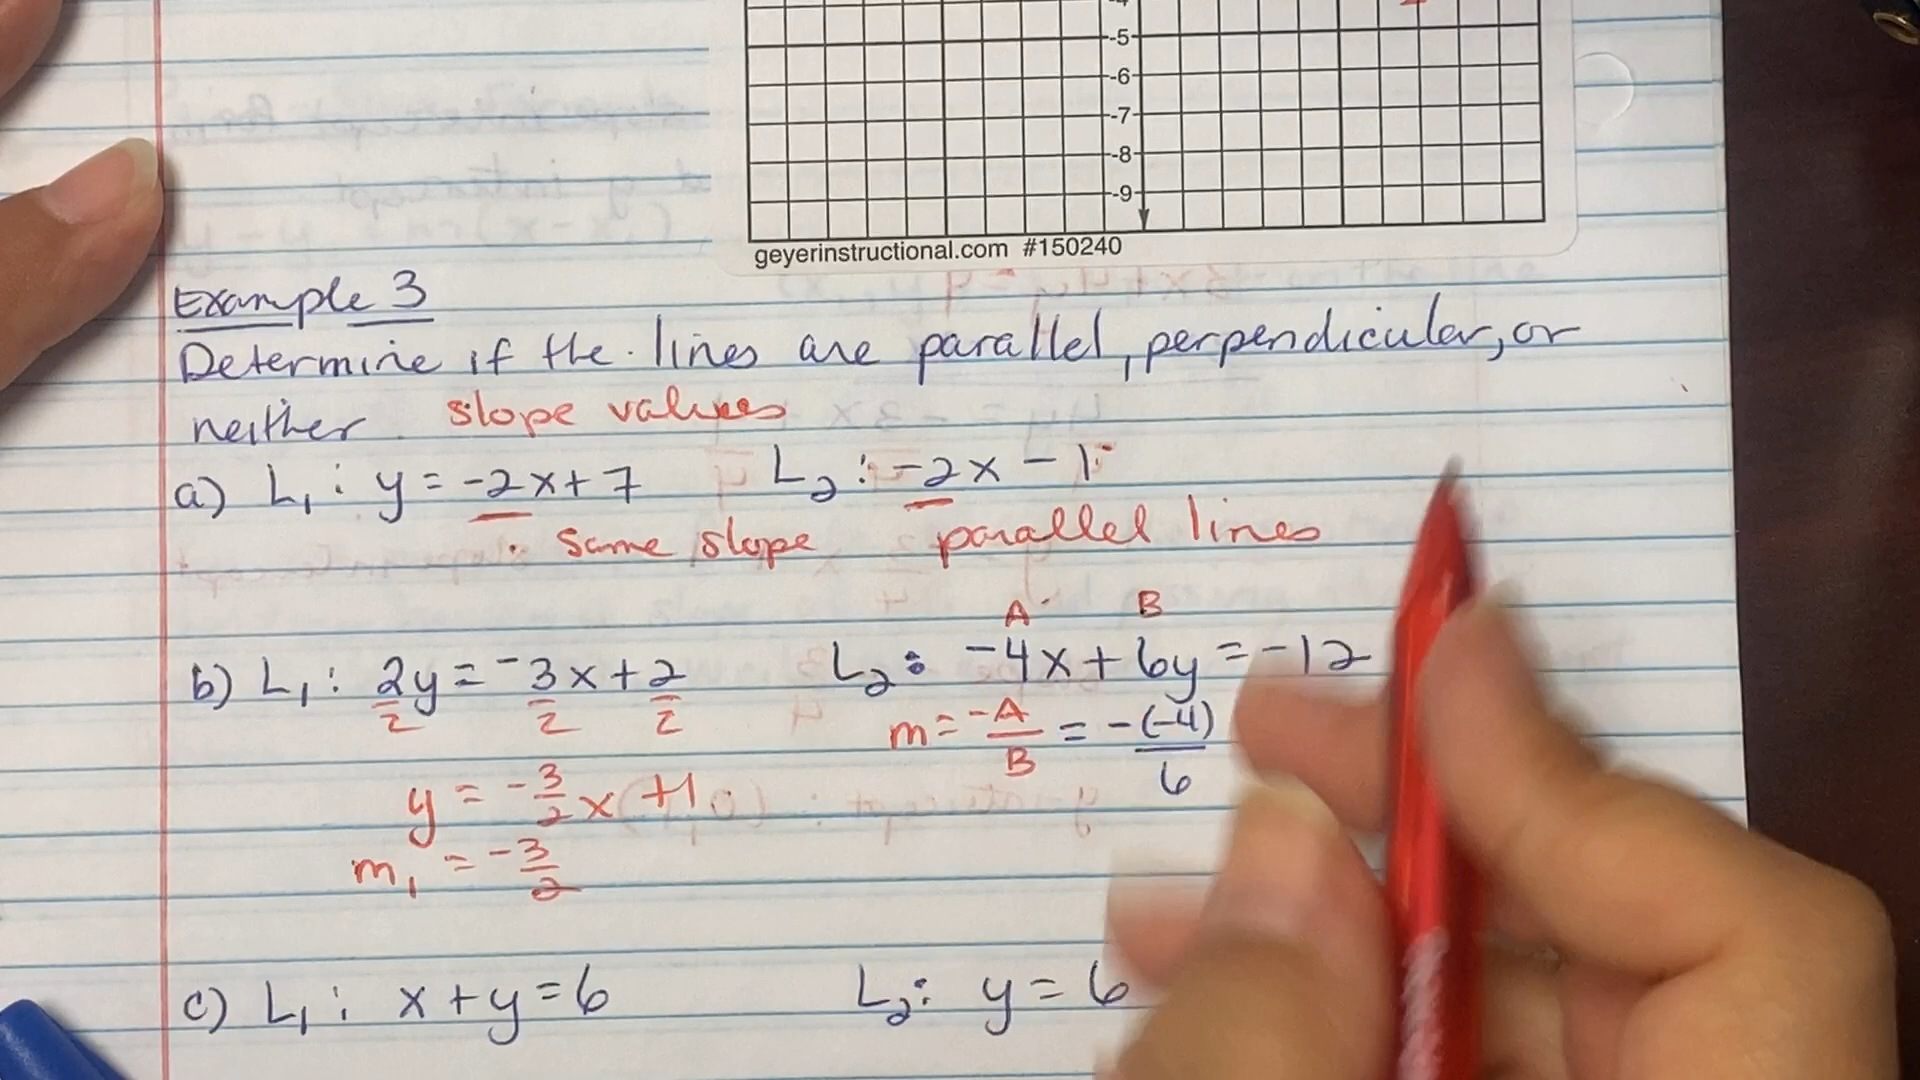 -5
-6
-7
-8
-9
geyerinstructional.com #150240
Example 3
Determine if the lines are parallel, perpendicular, or
neither. slope values
a) L₁: y = -2x+7 L₂: -2x - 1
same slope parallel lines
A B
b) L₁: 2y = -3x+2 L₂: -4x+6y = -12
2 2 2 m = -A/B = -(-4)/6
y = -3/2 x +1
m₁ = -3/2
c) L₁: x+y=6 L₂: y = 6